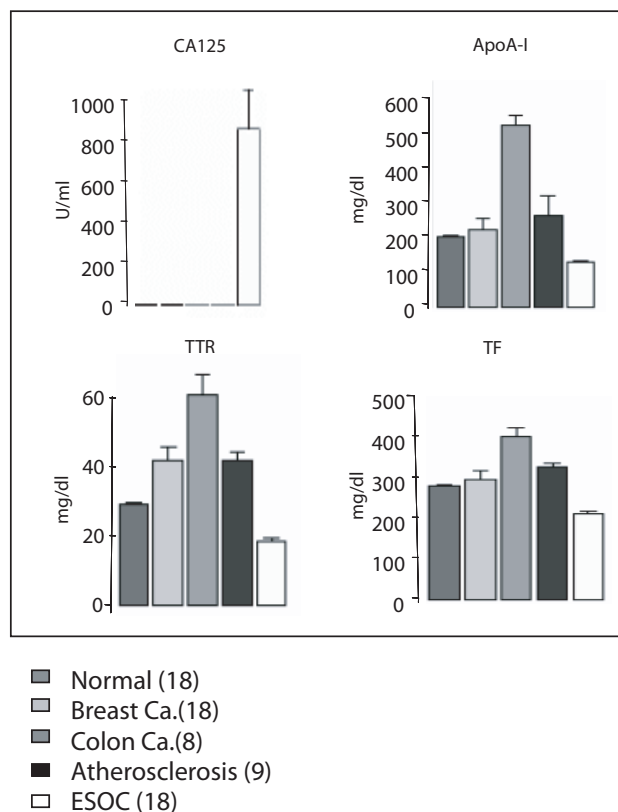 CA125
ApoA-I
1000
800
600
400
200
0
U/ml
600
500
400
300
200
100
0
mg/dl
TTR
TF
60
40
20
0
mg/dl
500
400
300
200
100
0
mg/dl
Normal (18)
Breast Ca.(18)
Colon Ca.(8)
Atherosclerosis (9)
ESOC (18)